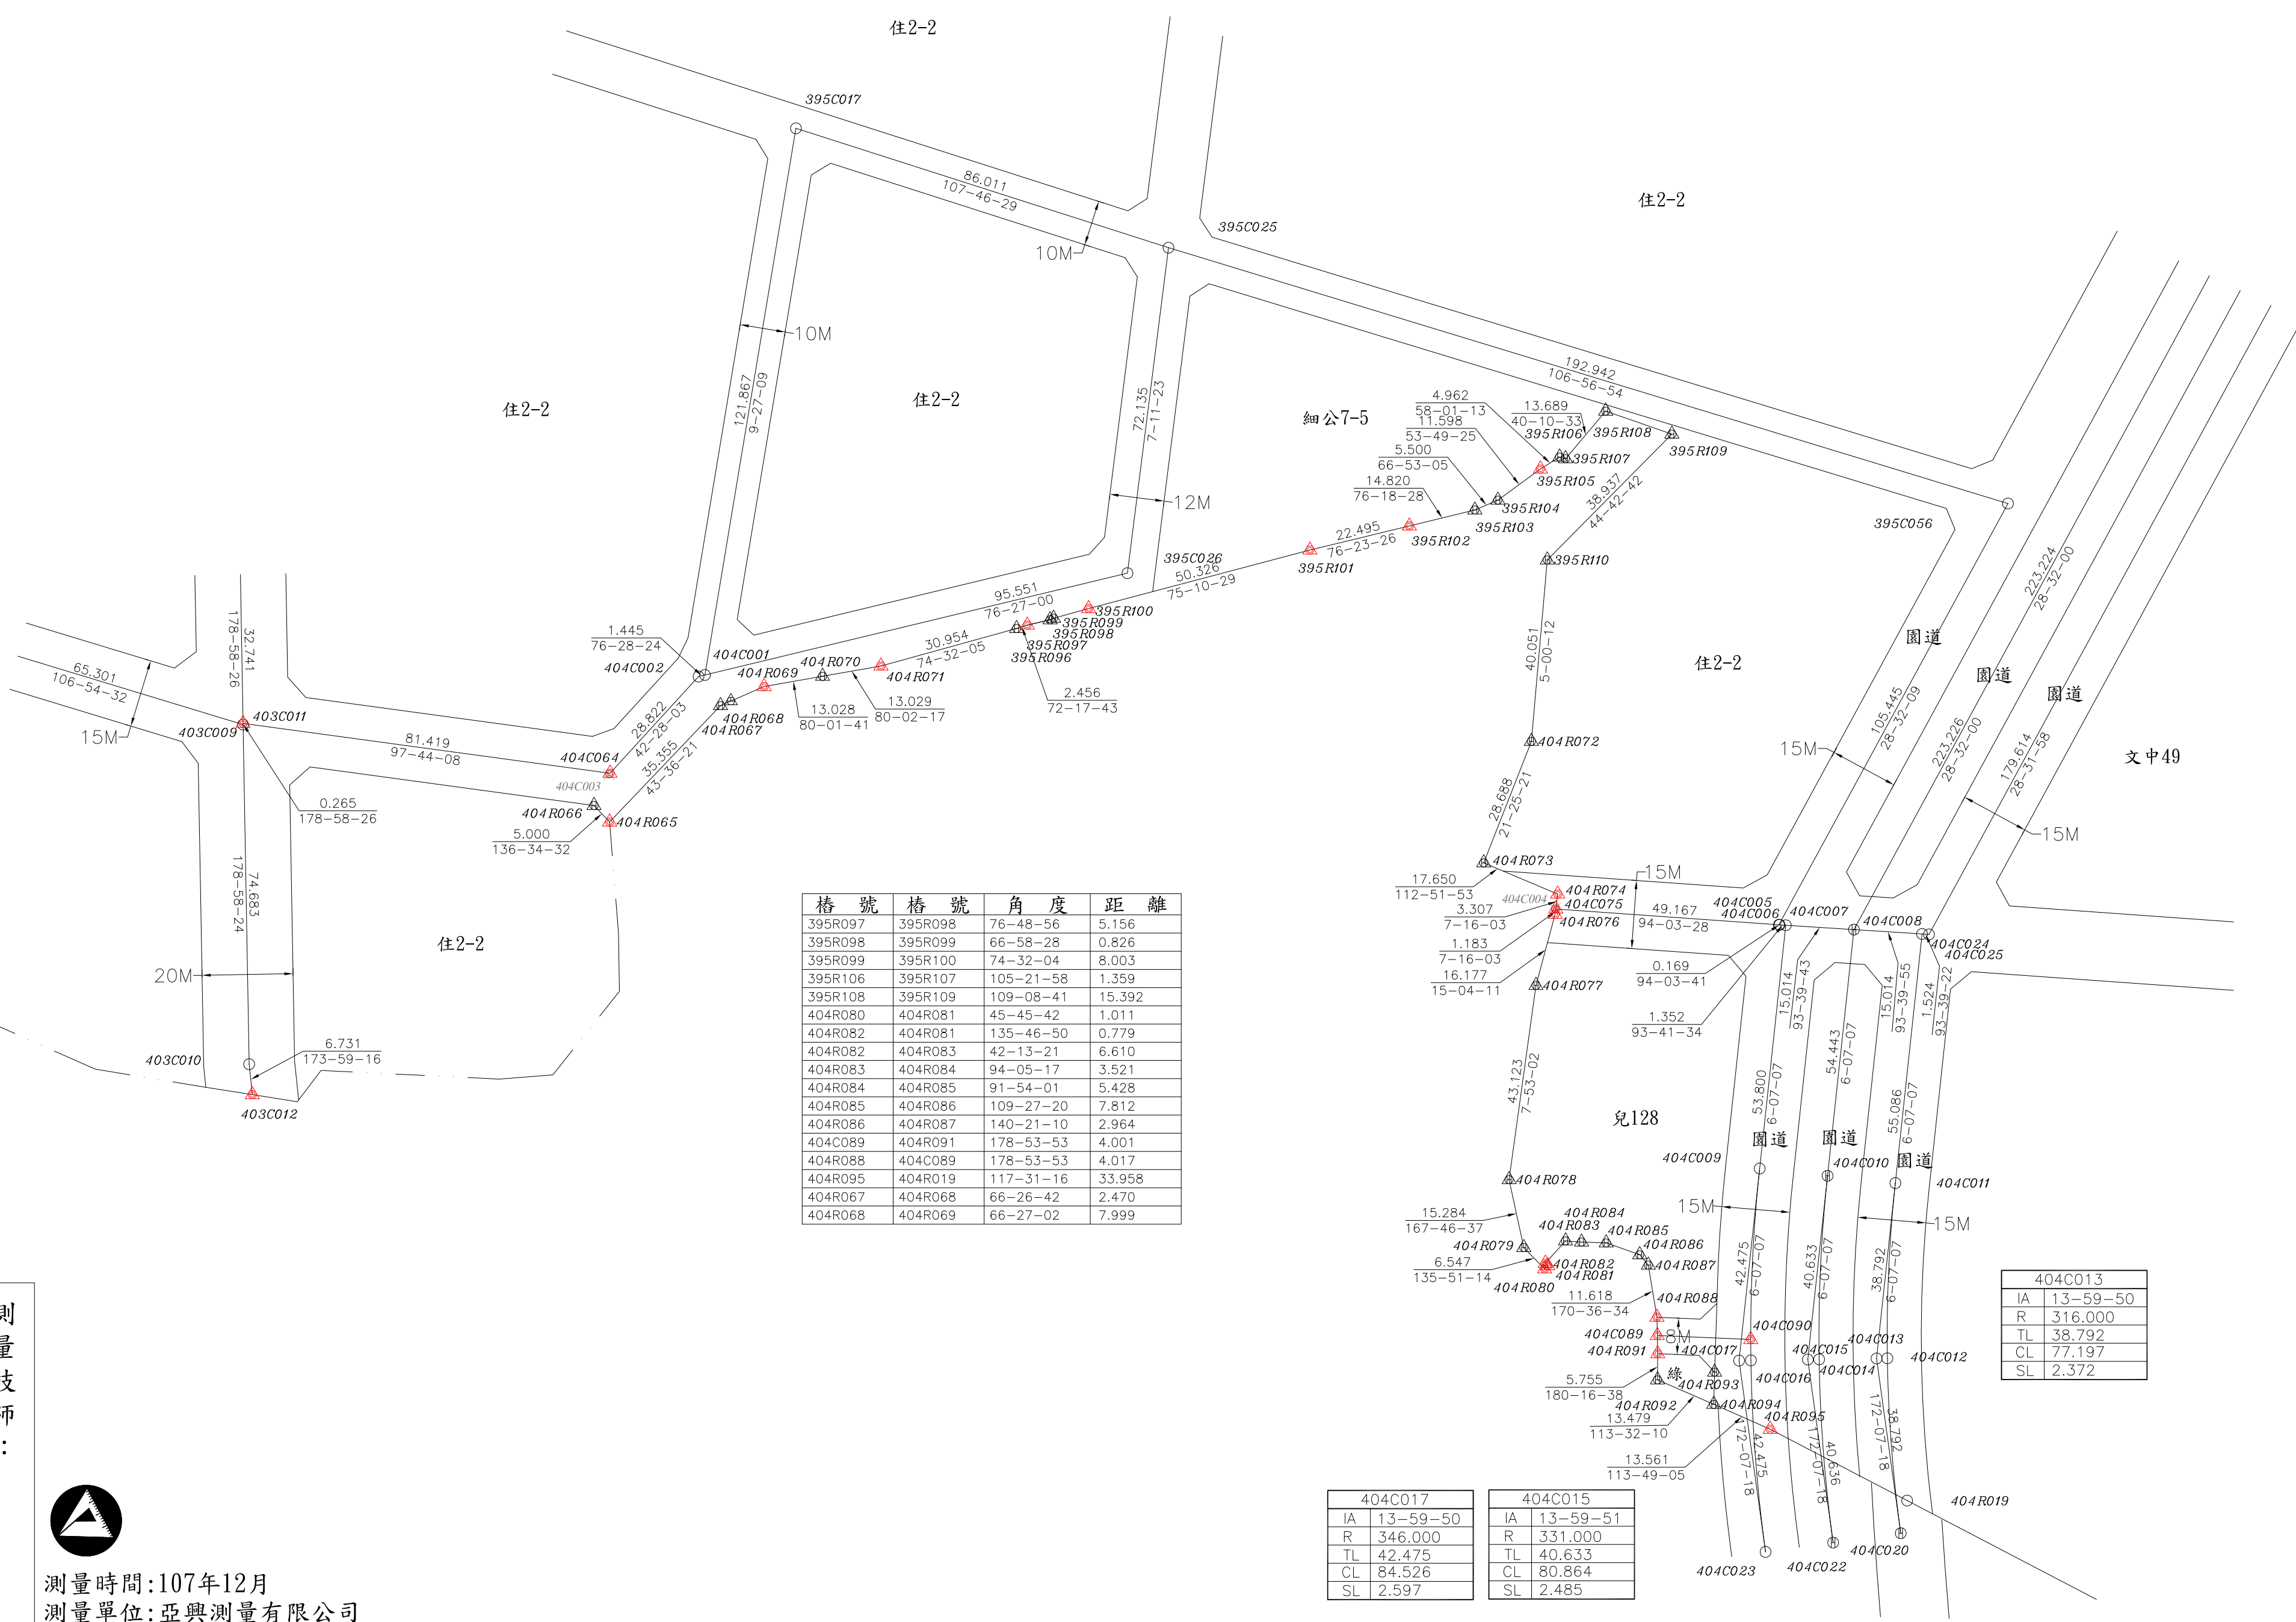 住2-2
395C017
86.011
107-46-29
住2-2
395C025
10M
10M
192.942
106-56-54
住2-2
住2-2
121.867
9-27-09
72.135
7-11-23
細公7-5
4.962
58-01-13
13.689
40-10-33
11.598
53-49-25
395R106
395R108
395R109
395R107
5.500
66-53-05
395R105
14.820
76-18-28
38.937
44-42-42
12M
395R104
395R103
395C056
22.495
76-23-26
395R102
395R101
395R110
395C026
50.326
75-10-29
223.224
28-32-00
95.551
76-27-00
395R100
395R099
395R098
395R097
395R096
178-58-26
32.741
1.445
76-28-24
404C001
404C002
404R069
404R070
30.954
74-32-05
404R071
40.051
5-00-12
住2-2
園道
園道
園道
65.301
106-54-32
2.456
72-17-43
13.028
80-01-41
13.029
80-02-17
404R068
404R067
28.822
42-28-03
403C011
403C009
15M
81.419
97-44-08
404C064
35.355
43-36-21
404R072
105.445
28-32-09
223.226
28-32-00
179.614
28-31-58
15M
文中49
404C003
0.265
178-58-26
404R066
404R065
5.000
136-34-32
28.688
21-25-21
15M
404R073
178-58-24
74.683
住2-2
17.650
112-51-53
404R074
15M
404C004
404C075
3.307
7-16-03
404R076
49.167
94-03-28
404C005
404C006
404C007
404C008
404C024
404C025
1.183
7-16-03
20M
16.177
15-04-11
404R077
0.169
94-03-41
15.014
93-39-43
15.014
93-39-55
1.524
93-39-22
1.352
93-41-34
樁 號 樁 號 角 度 距 離
395R097 395R098 76-48-56 5.156
395R098 395R099 66-58-28 0.826
395R099 395R100 74-32-04 8.003
395R106 395R107 105-21-58 1.359
395R108 395R109 109-08-41 15.392
404R080 404R081 45-45-42 1.011
404R082 404R081 135-46-50 0.779
404R082 404R083 42-13-21 6.610
404R083 404R084 94-05-17 3.521
404R084 404R085 91-54-01 5.428
404R085 404R086 109-27-20 7.812
404R086 404R087 140-21-10 2.964
404C089 404R091 178-53-53 4.001
404R088 404C089 178-53-53 4.017
404R095 404R019 117-31-16 33.958
404R067 404R068 66-26-42 2.470
404R068 404R069 66-27-02 7.999
403C010
6.731
173-59-16
403C012
43.123
7-53-02
兒128
53.800
6-07-07
54.443
6-07-07
55.086
6-07-07
園道
園道
園道
404C009
404C010
404C011
404R078
15.284
167-46-37
15M
15M
404R084
404R083
404R085
404R079
404R086
6.547
135-51-14
404R082
404R087
404R081
404R080
42.475
6-07-07
40.633
6-07-07
38.792
6-07-07
11.618
170-36-34
404R088
404C089
8M
404C090
404R091
404C017
404C015
404C013
404C014
404C012
404C016
綠
5.755
180-16-38
404R093
404R092
404R094
13.479
113-32-10
404R095
13.561
113-49-05
172-07-18
42.475
172-07-18
40.636
172-07-18
38.792
404R019
404C020
404C022
404C023
404C013
IA 13-59-50
R 316.000
TL 38.792
CL 77.197
SL 2.372
404C017
IA 13-59-50
R 346.000
TL 42.475
CL 84.526
SL 2.597
404C015
IA 13-59-51
R 331.000
TL 40.633
CL 80.864
SL 2.485
測量技師:
測量時間:107年12月
測量單位:亞興測量有限公司